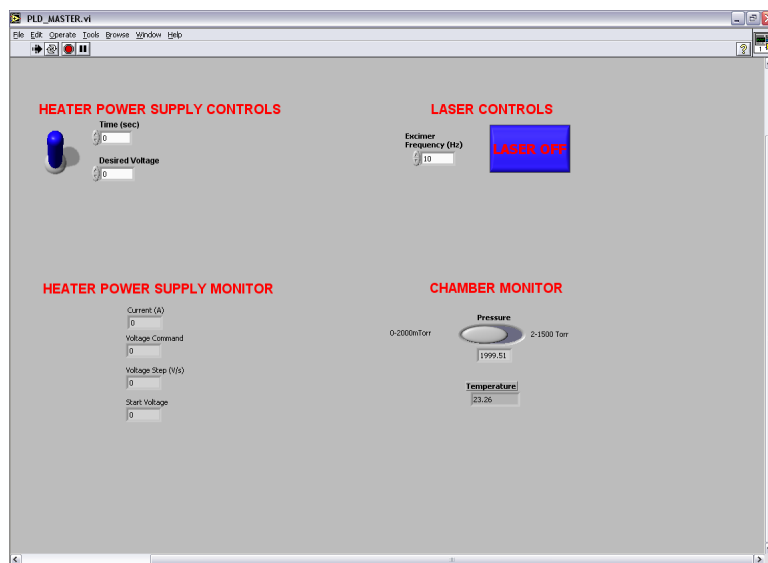 PLD_MASTER.vi
File Edit Operate Tools Browse Window Help
HEATER POWER SUPPLY CONTROLS
Time (sec)
0
Desired Voltage
0
LASER CONTROLS
Excimer
Frequency (Hz)
10
LASER OFF
HEATER POWER SUPPLY MONITOR
Current (A)
0
Voltage Command
0
Voltage Step (V/s)
0
Start Voltage
0
CHAMBER MONITOR
Pressure
0-2000mTorr
2-1500 Torr
1999.51
Temperature
23.26
?
1